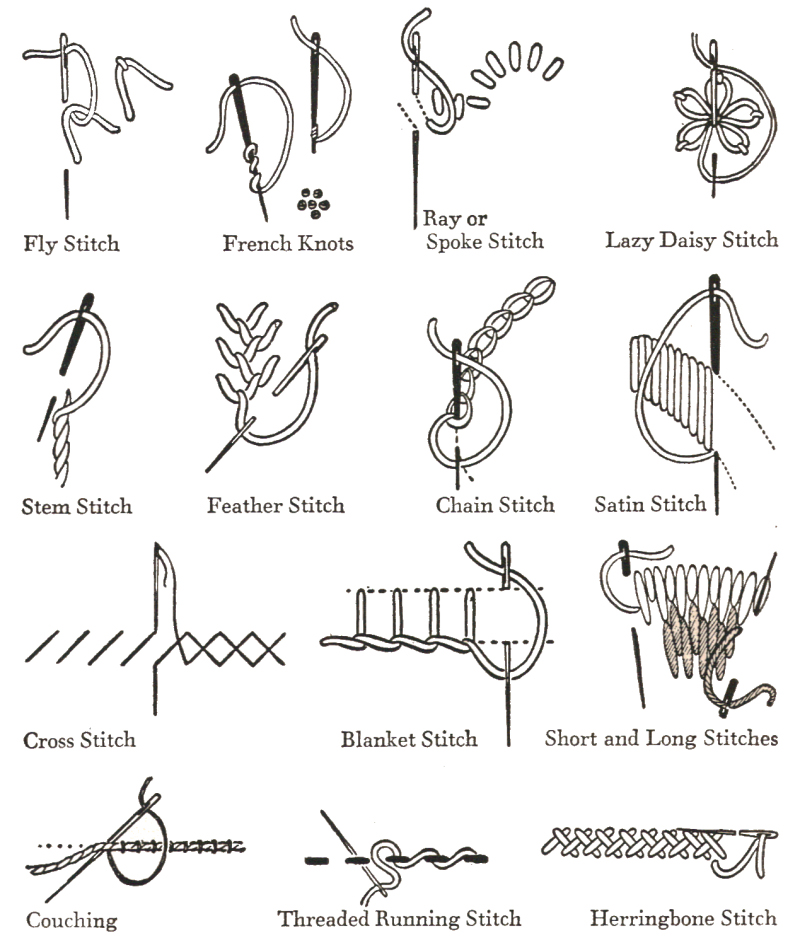 Fly Stitch
French Knots
Ray or
Spoke Stitch
Lazy Daisy Stitch
Stem Stitch
Feather Stitch
Chain Stitch
Satin Stitch
Cross Stitch
Blanket Stitch
Short and Long Stitches
Couching
Threaded Running Stitch
Herringbone Stitch